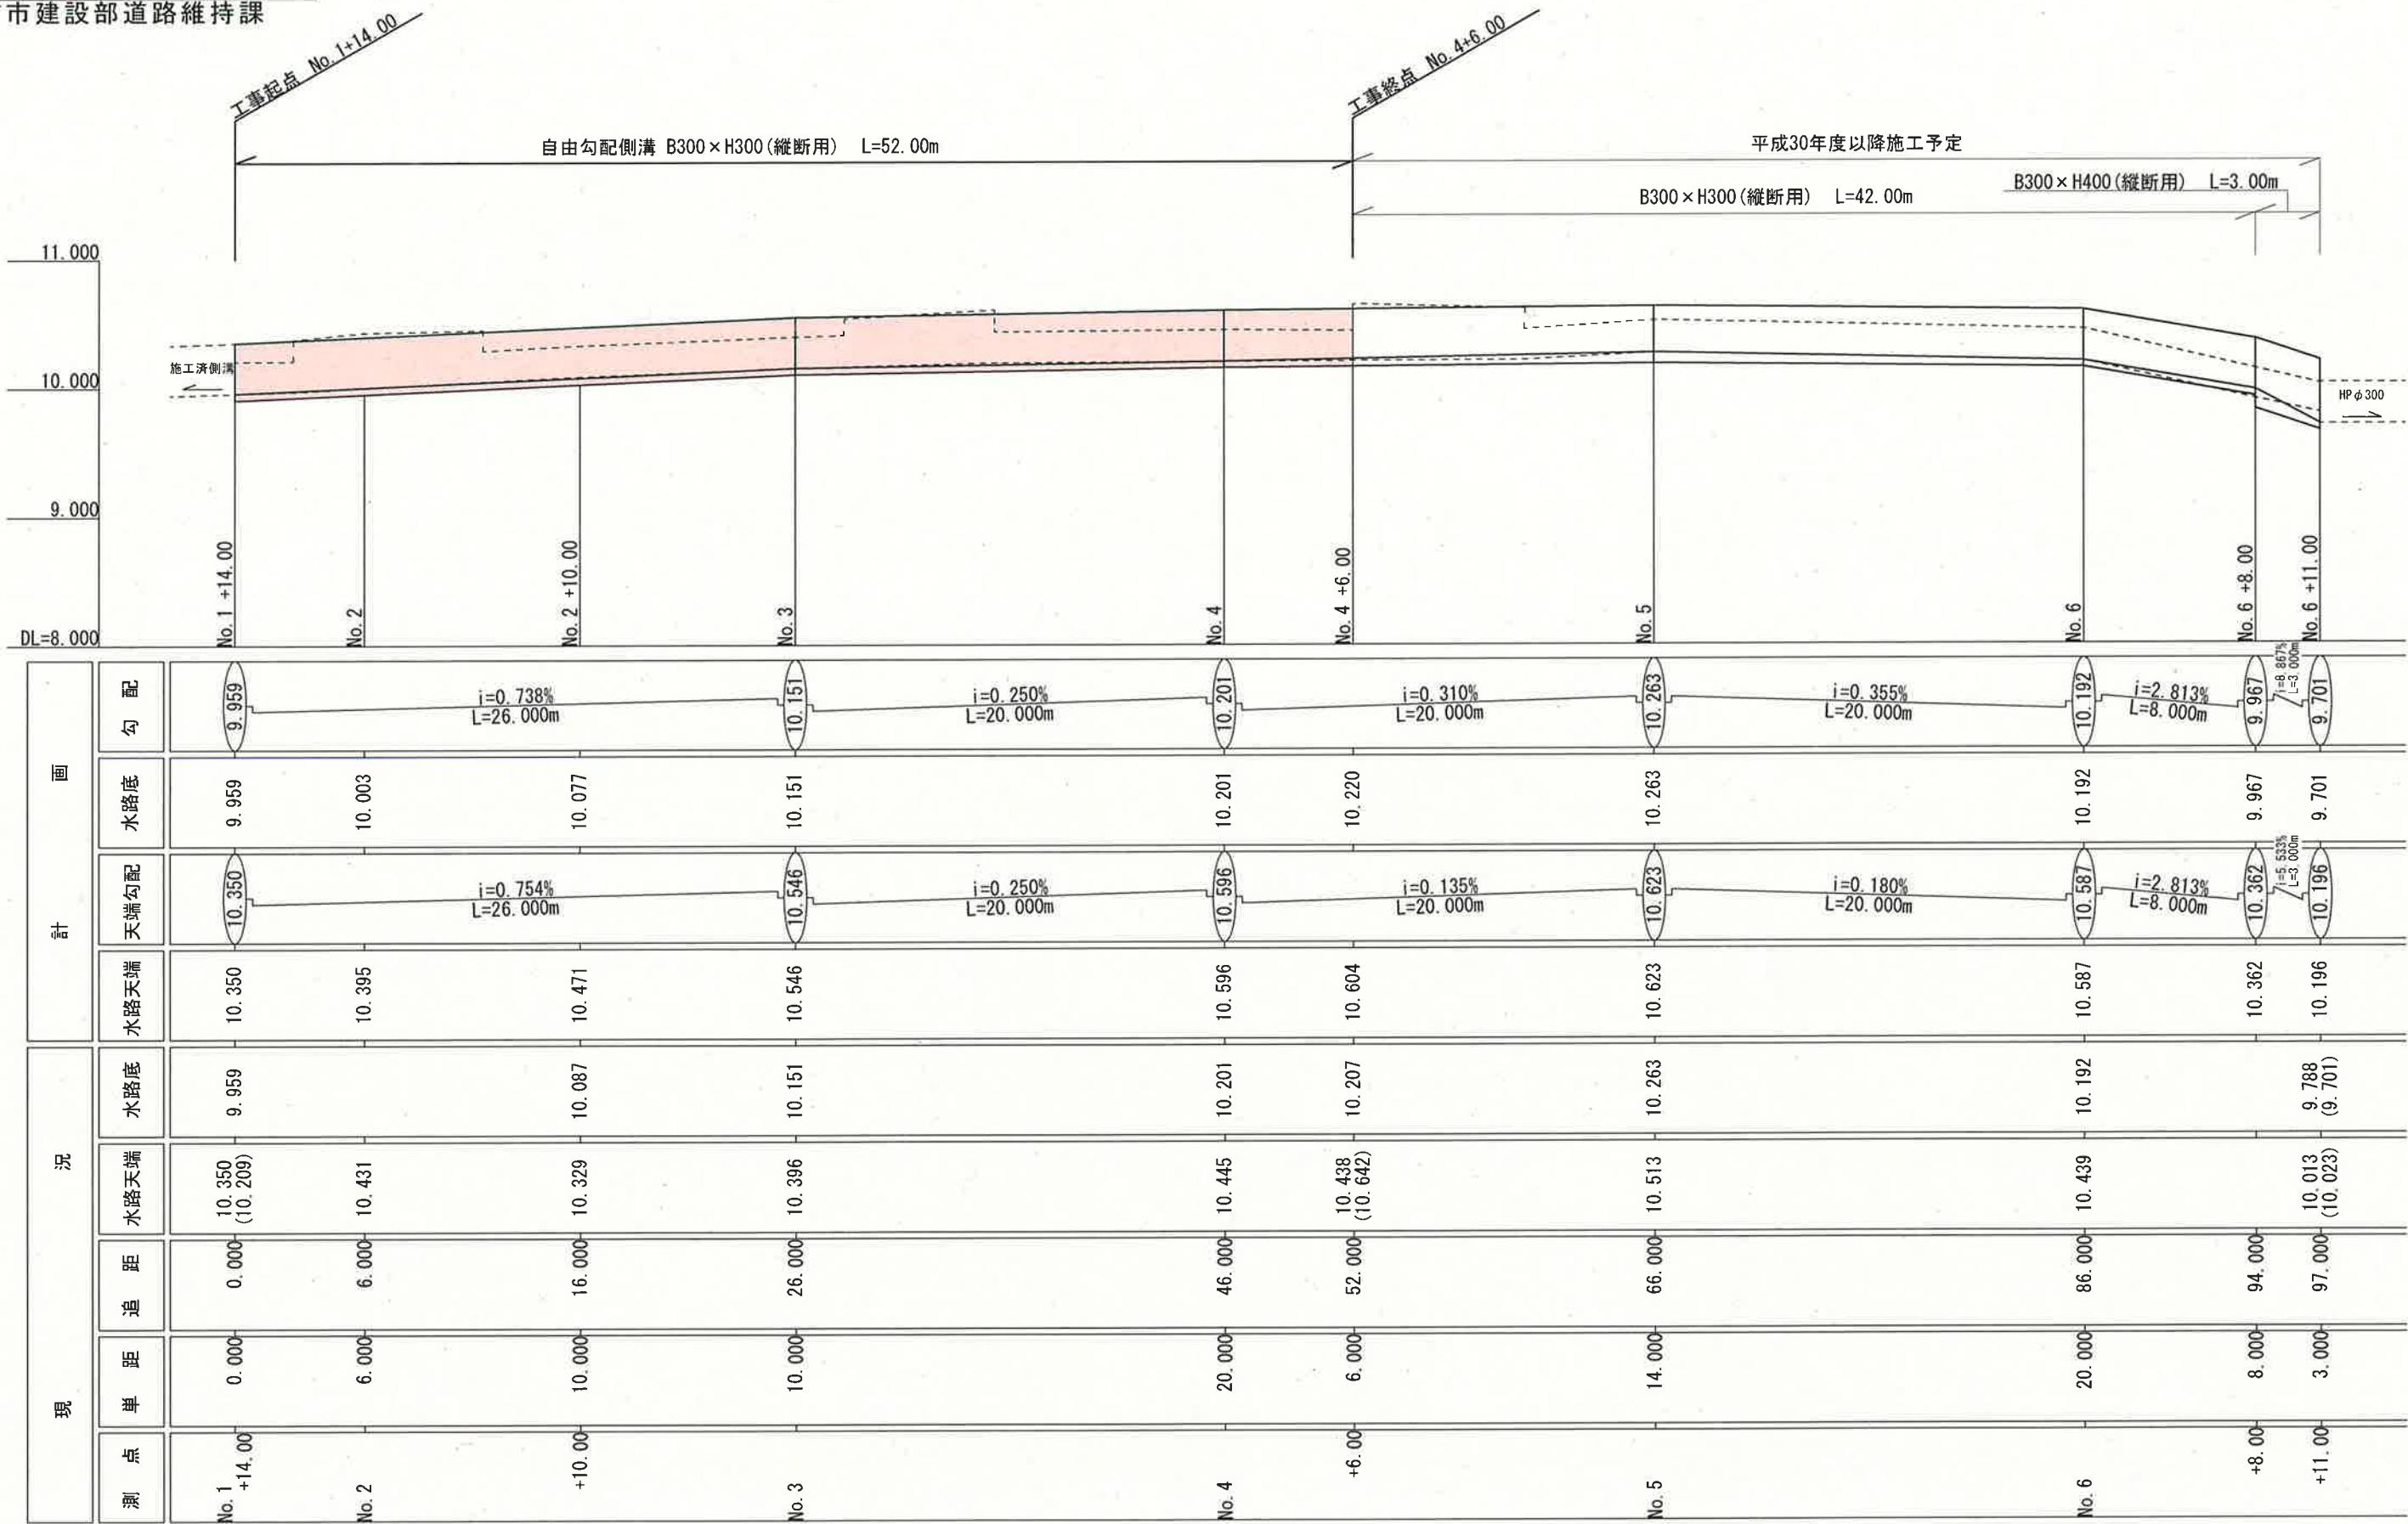 市建設部道路維持課
工事起点 No.1+14.00
工事終点 No.4+6.00
自由勾配側溝 B300×H300(縦断用) L=52.00m
平成30年度以降施工予定
B300×H300(縦断用) L=42.00m
B300×H400(縦断用) L=3.00m
11.000
10.000
9.000
DL=8.000
施工済側溝
HPφ300
No.1 +14.00
No.2
No.2 +10.00
No.3
No.4
No.4 +6.00
No.5
No.6
No.6 +8.00
No.6 +11.00
計画
勾配
9.959
i=0.738%
L=26.000m
10.151
i=0.250%
L=20.000m
10.201
i=0.310%
L=20.000m
10.263
i=0.355%
L=20.000m
10.192
i=2.813%
L=8.000m
9.967
i=8.867%
L=3.000m
9.701
水路底
9.959
10.003
10.077
10.151
10.201
10.220
10.263
10.192
9.967
9.701
天端勾配
10.350
i=0.754%
L=26.000m
10.546
i=0.250%
L=20.000m
10.596
i=0.135%
L=20.000m
10.623
i=0.180%
L=20.000m
10.587
i=2.813%
L=8.000m
10.362
i=5.533%
L=3.000m
10.196
水路天端
10.350
10.395
10.471
10.546
10.596
10.604
10.623
10.587
10.362
10.196
現況
水路底
9.959
10.087
10.151
10.201
10.207
10.263
10.192
9.788
(9.701)
水路天端
10.350
(10.209)
10.431
10.329
10.396
10.445
10.438
(10.642)
10.513
10.439
10.013
(10.023)
追距
0.000
6.000
16.000
26.000
46.000
52.000
66.000
86.000
94.000
97.000
単距
0.000
6.000
10.000
10.000
20.000
6.000
14.000
20.000
8.000
3.000
測点
No.1
+14.00
No.2
+10.00
No.3
No.4
+6.00
No.5
No.6
+8.00
+11.00